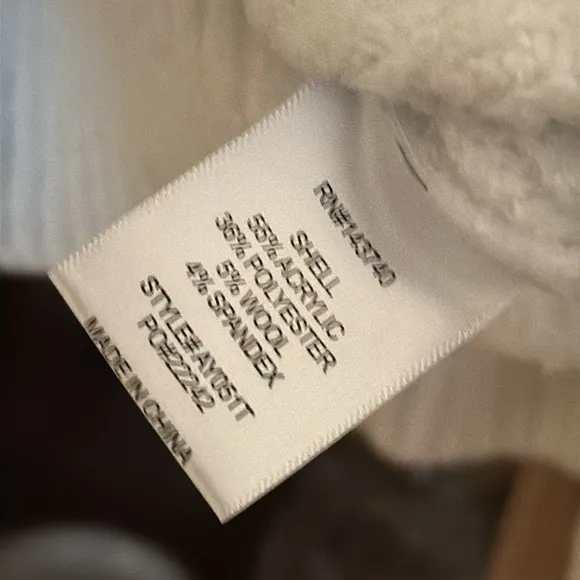 RN#143740
SHELL
55% ACRYLIC
36% POLYESTER
5% WOOL
4% SPANDEX
STYLE#AY051T
PO#22242
MADE IN CHINA